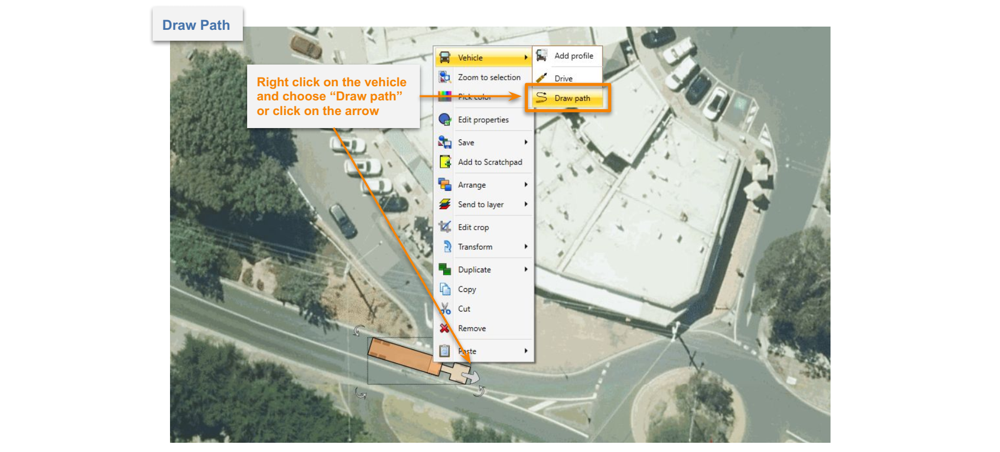 Draw Path
Right click on the vehicle
and choose “Draw path”
or click on the arrow
Vehicle
Zoom to selection
Pick color
Edit properties
Save
Add to Scratchpad
Arrange
Send to layer
Edit crop
Transform
Duplicate
Copy
Cut
Remove
Paste
Add profile
Drive
Draw path